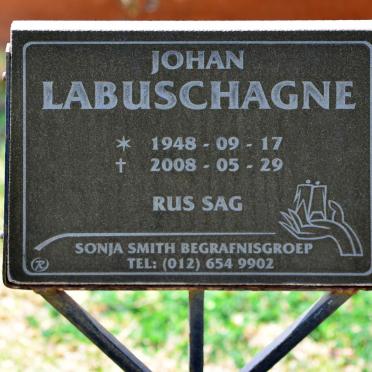 JOHAN
LABUSCHAGNE
* 1948 - 09 - 17
† 2008 - 05 - 29
RUS SAG
SONJA SMITH BEGRAFNISGROEP
TEL: (012) 654 9902
®